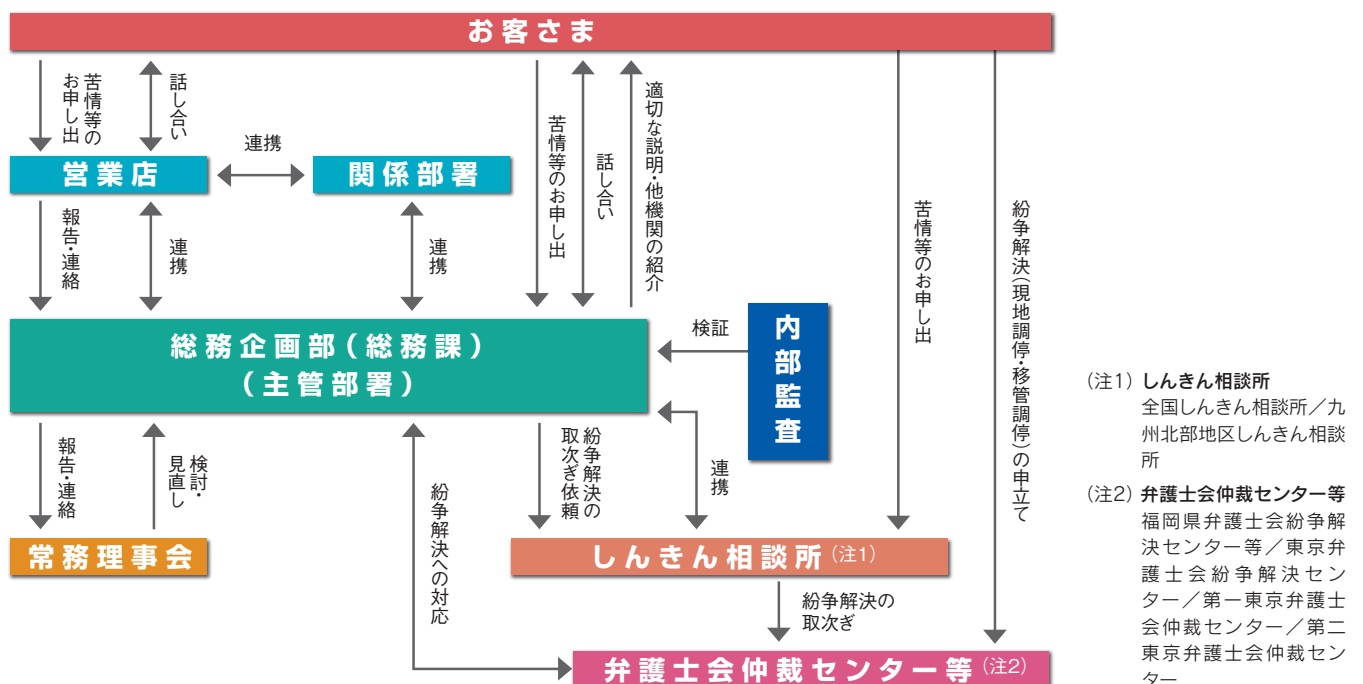 お客さま
苦情等の
お申し出
話し合い
連携
営業店
関係部署
報告・連絡
連携
連携
苦情等のお申し出
話し合い
適切な説明・他機関の紹介
苦情等のお申し出
紛争解決(現地調停・移管調停)の申立て
総務企画部(総務課)
(主管部署)
検証
内部監査
報告・連絡
検討・
見直し
紛争解決への対応
紛争解決の
取次ぎ依頼
連携
常務理事会
しんきん相談所(注1)
紛争解決の
取次ぎ
弁護士会仲裁センター等(注2)
(注1) しんきん相談所
全国しんきん相談所/九
州北部地区しんきん相談
所
(注2) 弁護士会仲裁センター等
福岡県弁護士会紛争解
決センター等/東京弁
護士会紛争解決セン
ター/第一東京弁護士
会仲裁センター/第二
東京弁護士会仲裁セン
ター